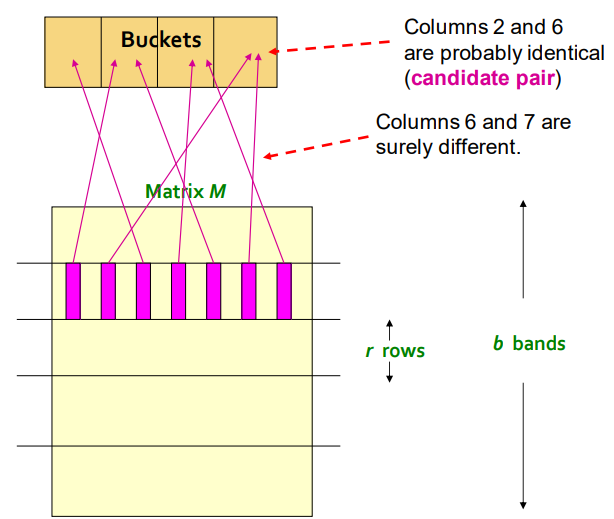 Buckets
Columns 2 and 6
are probably identical
(candidate pair)
Columns 6 and 7 are
surely different.
Matrix M
r rows
b bands